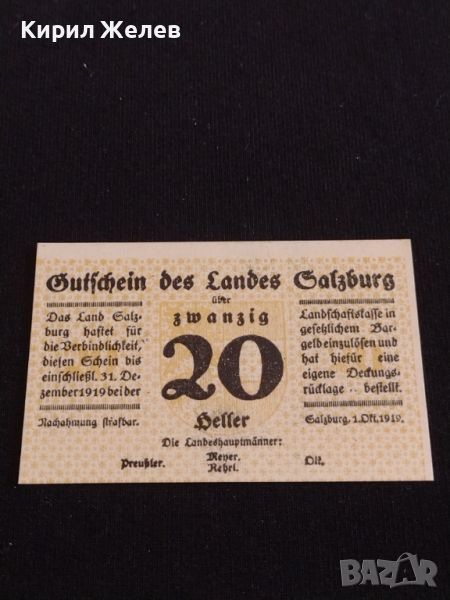 Кирил Желев
Gutschein des Landes Salzburg
über
zwanzig
20
Heller
Das Land Salz-
burg haftet für
die Verbindlichkeit,
diesen Schein bis
einschließl. 31. De-
zember 1919 bei der
Landschaftskasse in
gesetzlichem Bar-
geld einzulösen und
hat hiefür eine
eigene Deckungs-
rücklage .. bestellt.
Nachahmung strafbar.
Salzburg, 1. Okt. 1919.
Die Landeshauptmänner:
Preußler.
Meyer.
Rehrl.
Ott.
BAZAR